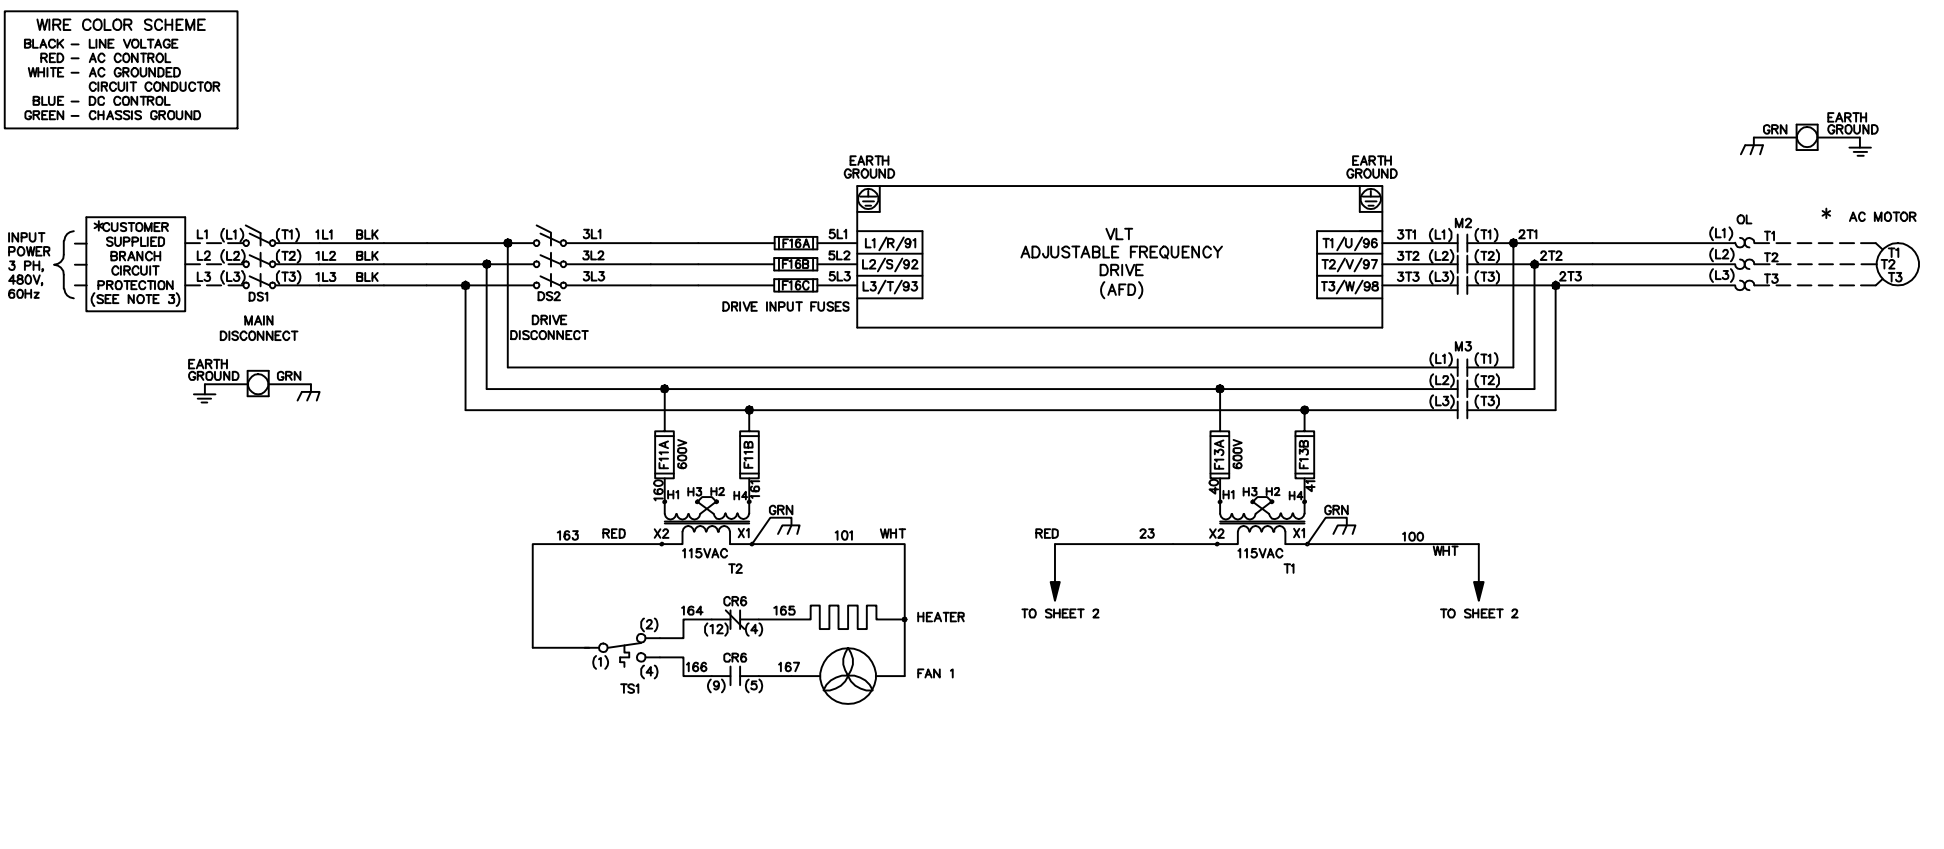 WIRE COLOR SCHEME
BLACK - LINE VOLTAGE
RED - AC CONTROL
WHITE - AC GROUNDED
CIRCUIT CONDUCTOR
BLUE - DC CONTROL
GREEN - CHASSIS GROUND
GRN
EARTH
GROUND
EARTH
GROUND
EARTH
GROUND
INPUT
POWER
3 PH,
480V,
60Hz
*CUSTOMER
SUPPLIED
BRANCH
CIRCUIT
PROTECTION
(SEE NOTE 3)
L1 (L1) (T1) 1L1 BLK
L2 (L2) (T2) 1L2 BLK
L3 (L3) (T3) 1L3 BLK
DS1
MAIN
DISCONNECT
3L1
3L2
3L3
DS2
DRIVE
DISCONNECT
F16A
F16B
F16C
5L1
5L2
5L3
DRIVE INPUT FUSES
L1/R/91
L2/S/92
L3/T/93
VLT
ADJUSTABLE FREQUENCY
DRIVE
(AFD)
T1/U/96
T2/V/97
T3/W/98
M2
3T1 (L1) (T1) 2T1
3T2 (L2) (T2) 2T2
3T3 (L3) (T3) 2T3
OL
(L1) T1
(L2) T2
(L3) T3
* AC MOTOR
T1
T2
T3
M3
(L1) (T1)
(L2) (T2)
(L3) (T3)
EARTH
GROUND
GRN
F11A
600V
F11B
160
161
H1 H3 H2 H4
GRN
163 RED X2 X1 101 WHT
115VAC
T2
F13A
600V
F13B
40
41
H1 H3 H2 H4
GRN
RED 23 X2 X1 100
WHT
115VAC
T1
TO SHEET 2
TO SHEET 2
CR6
164 165
(12) (4)
HEATER
(2)
(1)
(4)
TS1
CR6
166 167
(9) (5)
FAN 1